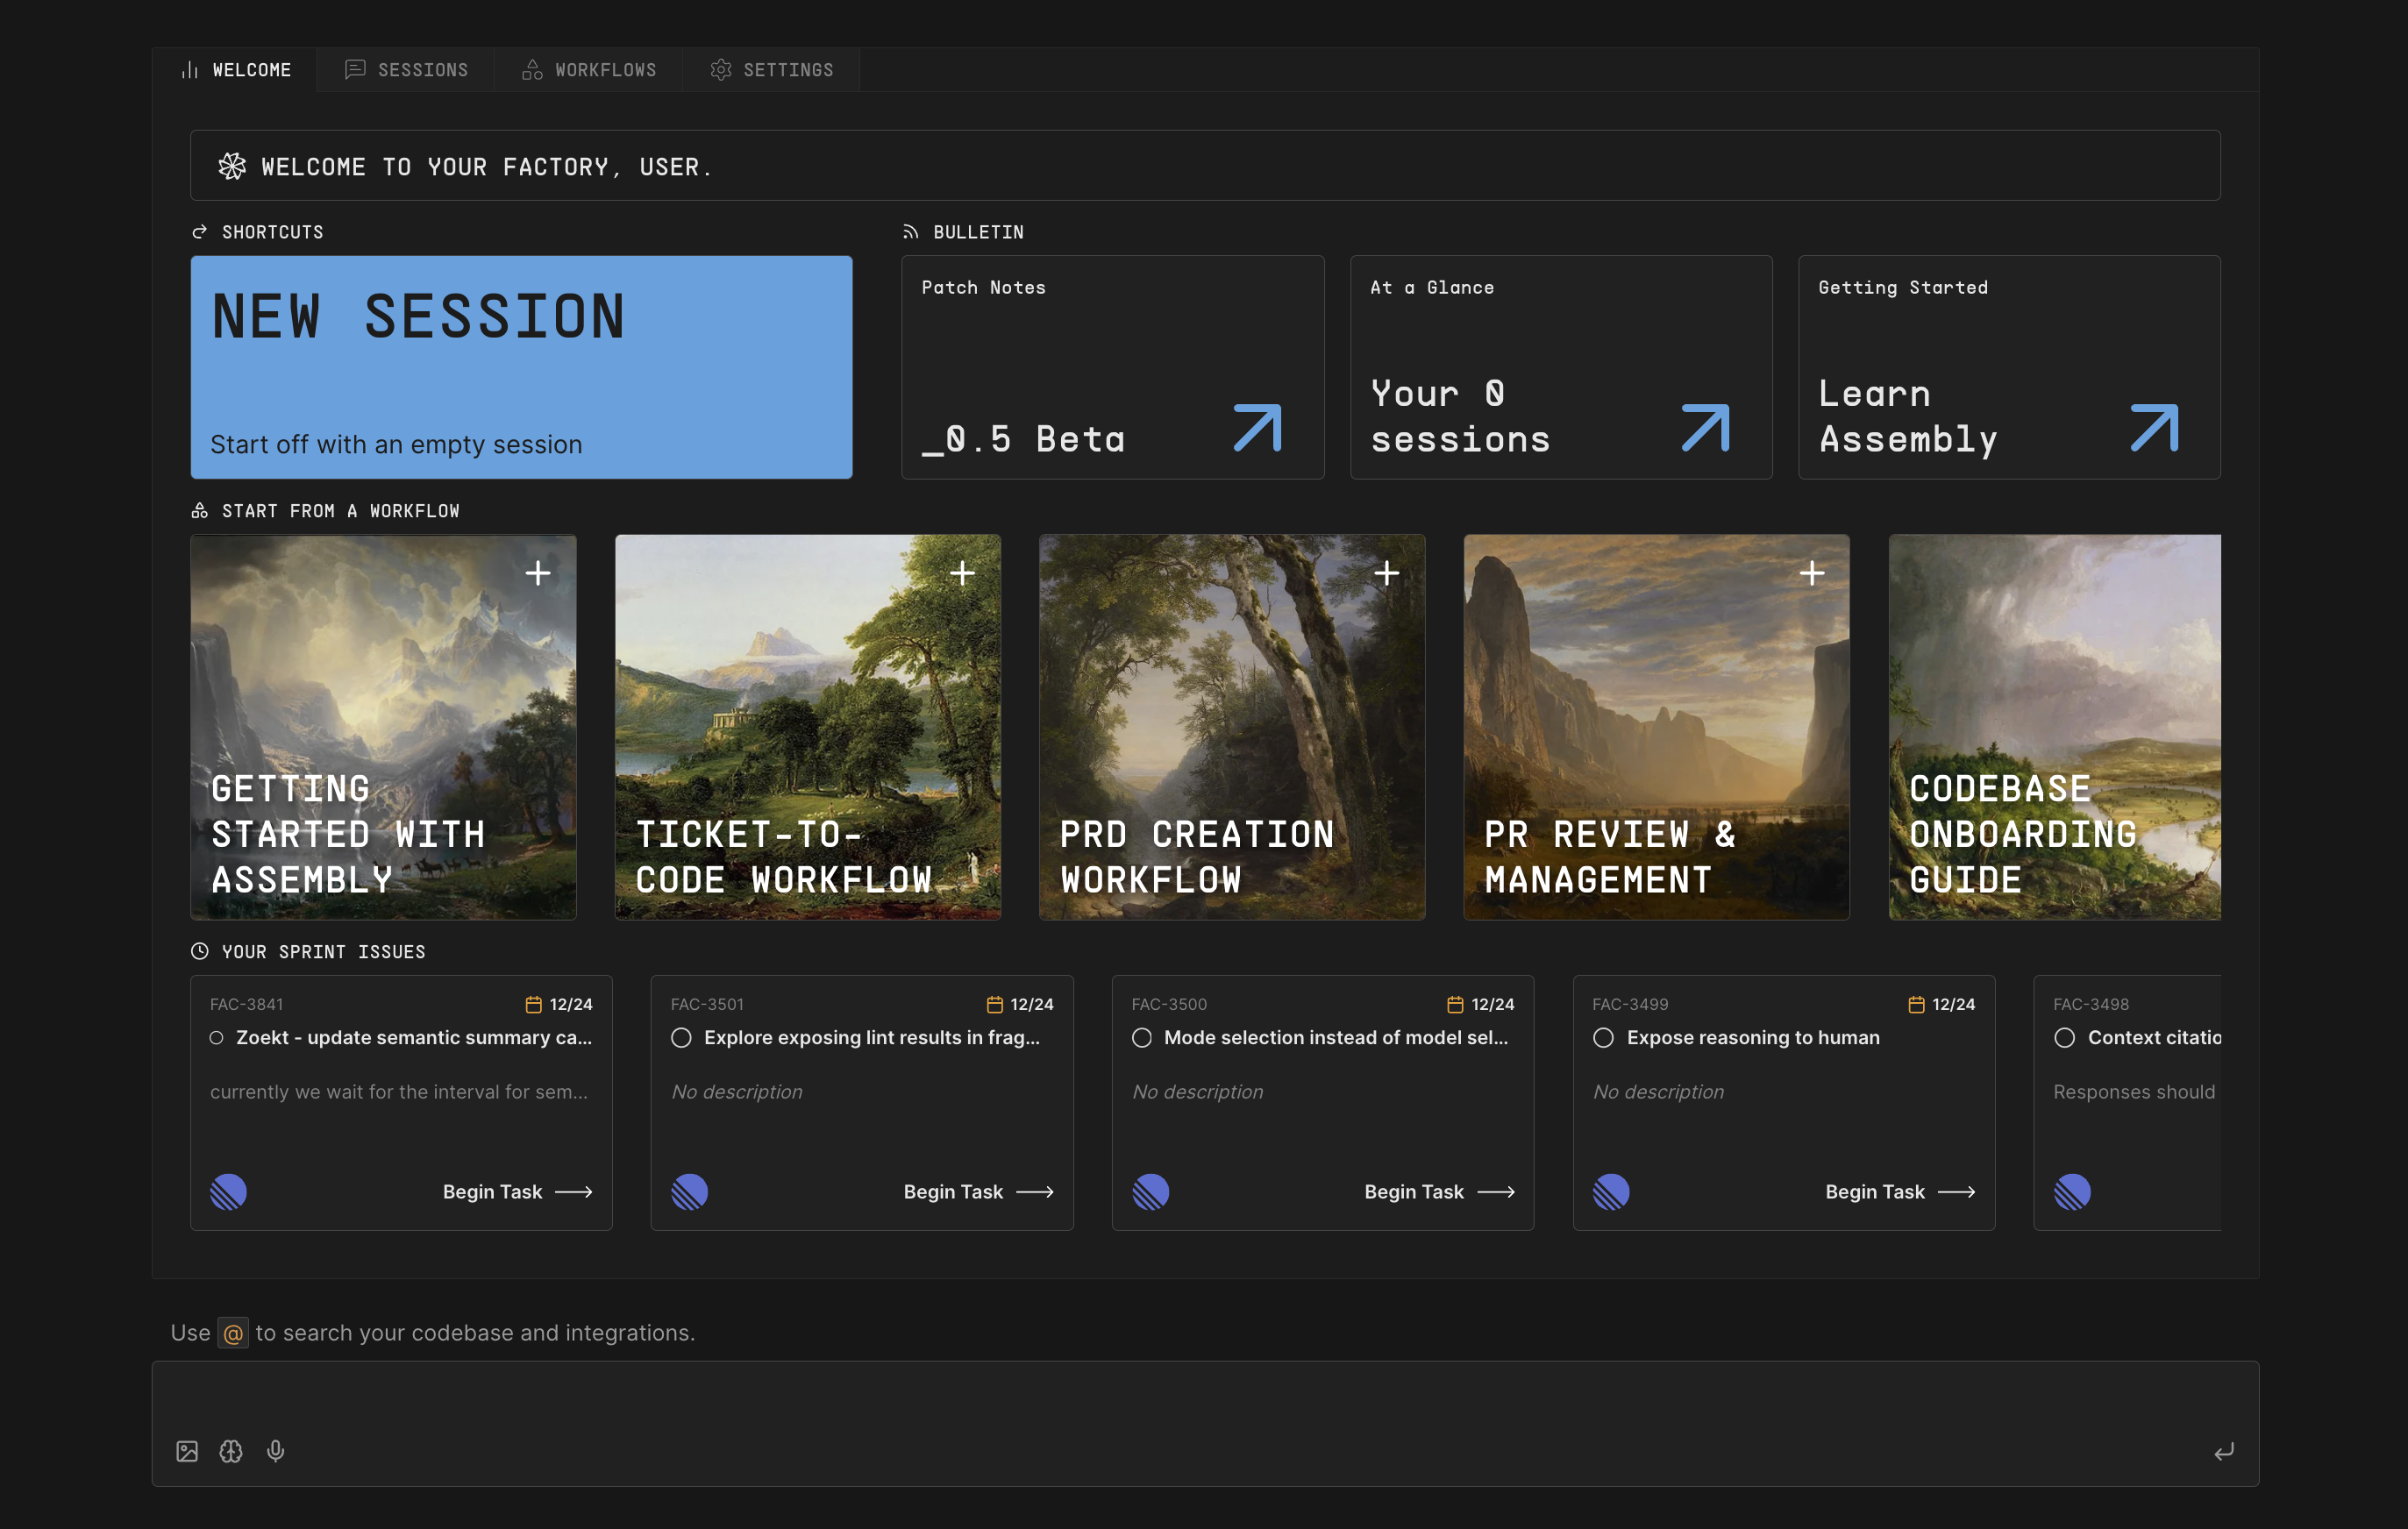 WELCOME
SESSIONS
WORKFLOWS
SETTINGS
WELCOME TO YOUR FACTORY, USER.
SHORTCUTS
NEW SESSION
Start off with an empty session
BULLETIN
Patch Notes
_0.5 Beta
At a Glance
Your 0
sessions
Getting Started
Learn
Assembly
START FROM A WORKFLOW
GETTING
STARTED WITH
ASSEMBLY
TICKET-TO-
CODE WORKFLOW
PRD CREATION
WORKFLOW
PR REVIEW &
MANAGEMENT
CODEBASE
ONBOARDING
GUIDE
YOUR SPRINT ISSUES
FAC-3841
12/24
Zoekt - update semantic summary ca...
currently we wait for the interval for sem...
Begin Task
FAC-3501
12/24
Explore exposing lint results in frag...
No description
Begin Task
FAC-3500
12/24
Mode selection instead of model sel...
No description
Begin Task
FAC-3499
12/24
Expose reasoning to human
No description
Begin Task
FAC-3498
Context citatio
Responses should
Use @ to search your codebase and integrations.